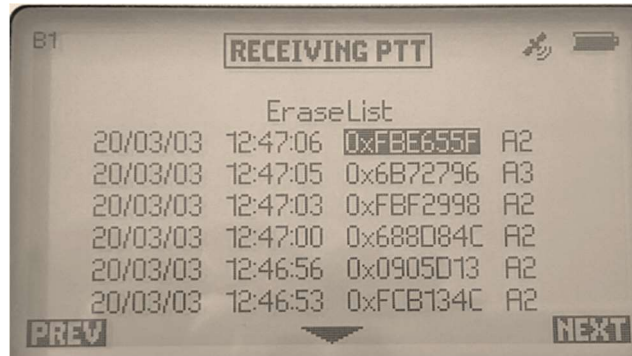 B1
RECEIVING PTT
EraseList
20/03/03 12:47:06 0xFBE655F A2
20/03/03 12:47:05 0x6B72796 A3
20/03/03 12:47:03 0xFBF2998 A2
20/03/03 12:47:00 0x688D84C A2
20/03/03 12:46:56 0x0905D13 A2
20/03/03 12:46:53 0xFCB134C A2
PREV NEXT